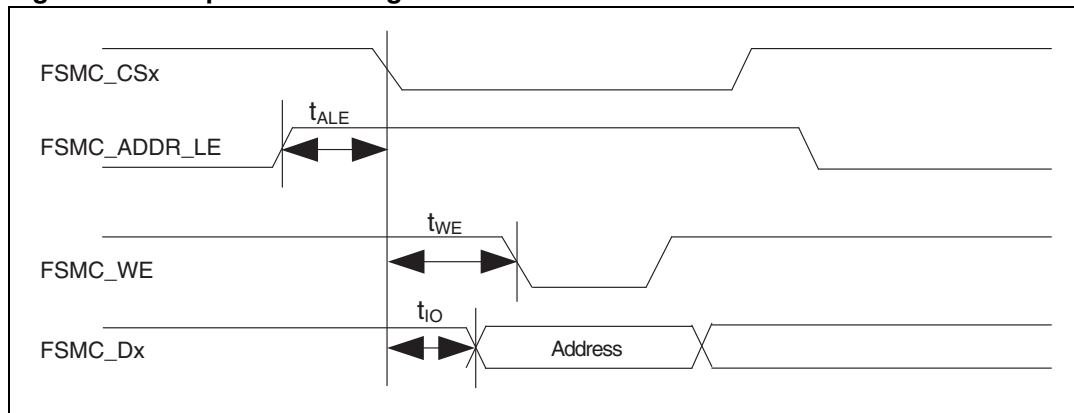 FSMC_CSx
tALE
FSMC_ADDR_LE
tWE
FSMC_WE
tIO
FSMC_Dx
Address